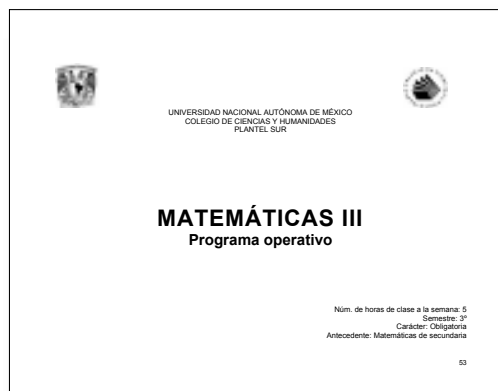 UNIVERSIDAD NACIONAL AUTÓNOMA DE MÉXICO
COLEGIO DE CIENCIAS Y HUMANIDADES
PLANTEL SUR
MATEMÁTICAS III
Programa operativo
Núm. de horas de clase a la semana: 5
Semestre: 3º
Carácter: Obligatoria
Antecedente: Matemáticas de secundaria
53